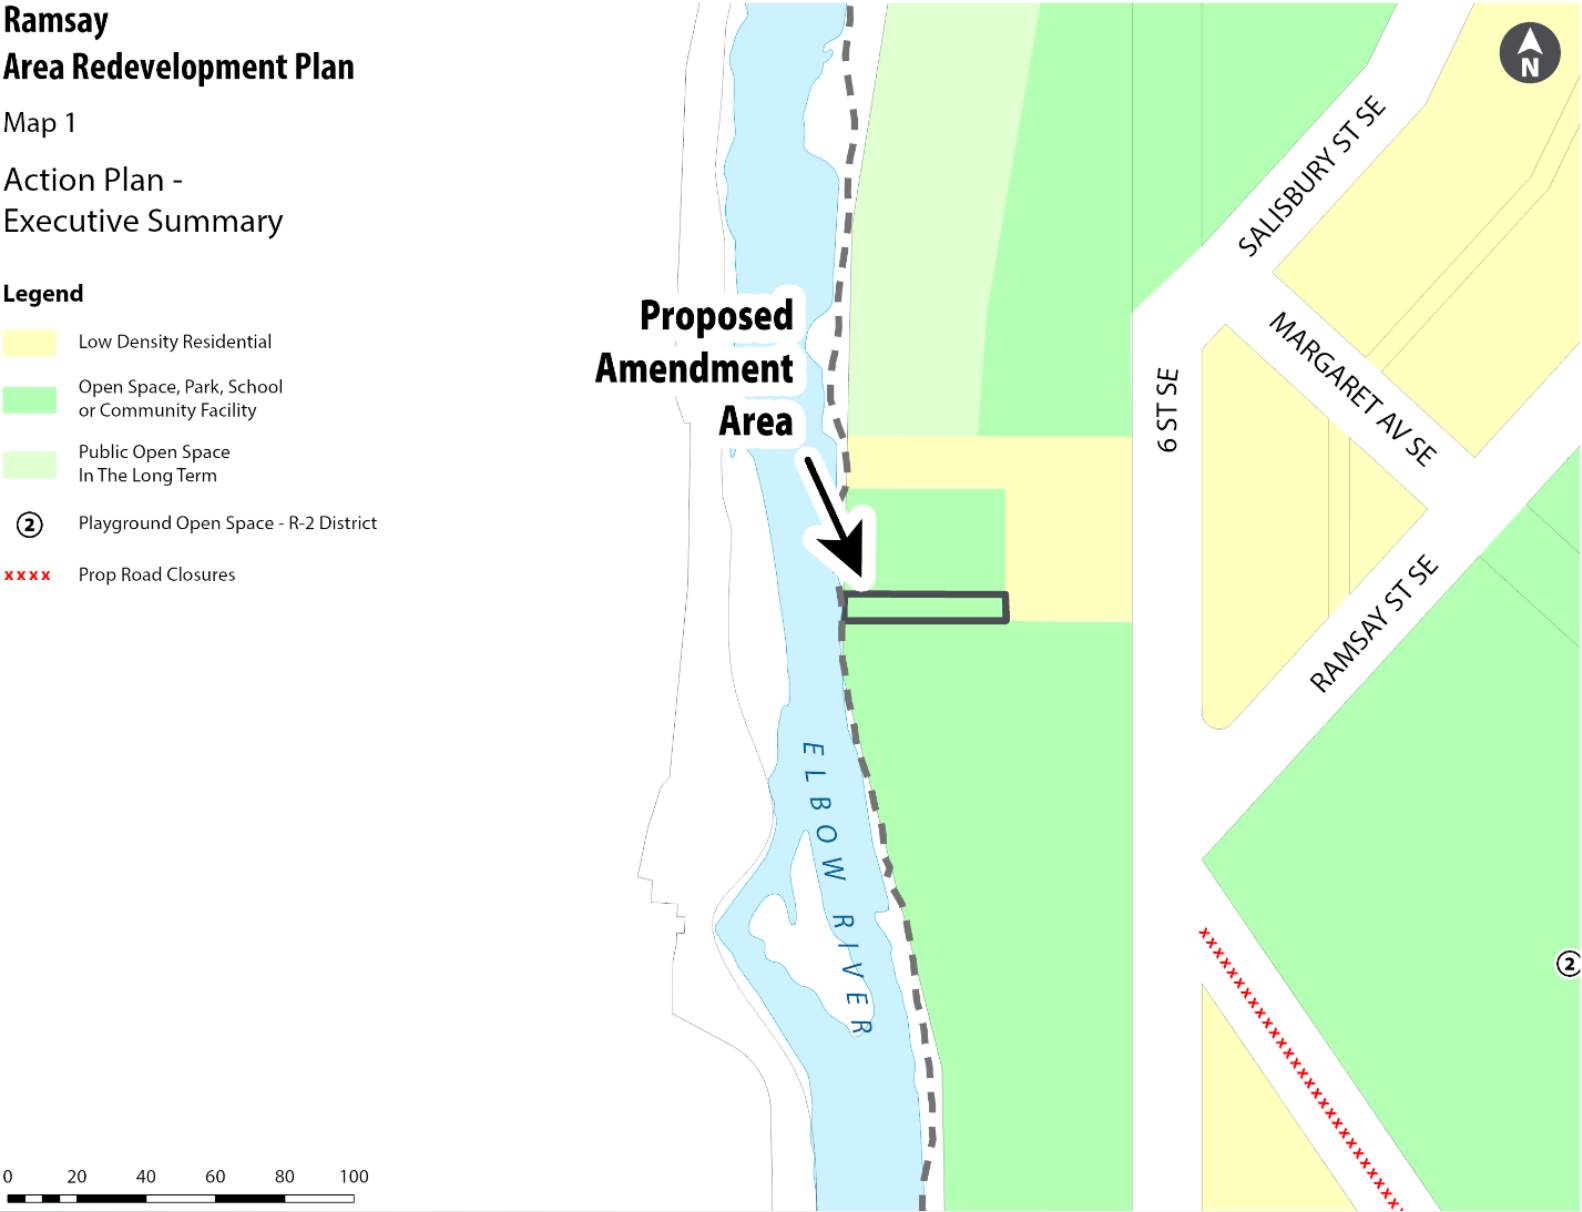 Ramsay
Area Redevelopment Plan
Map 1
Action Plan -
Executive Summary
Legend
Low Density Residential
Open Space, Park, School
or Community Facility
Public Open Space
In The Long Term
2 Playground Open Space - R-2 District
xxxx Prop Road Closures
N
Proposed
Amendment
Area
SALISBURY ST SE
MARGARET AV SE
6 ST SE
RAMSAY ST SE
ELBOW RIVER
2
0 20 40 60 80 100